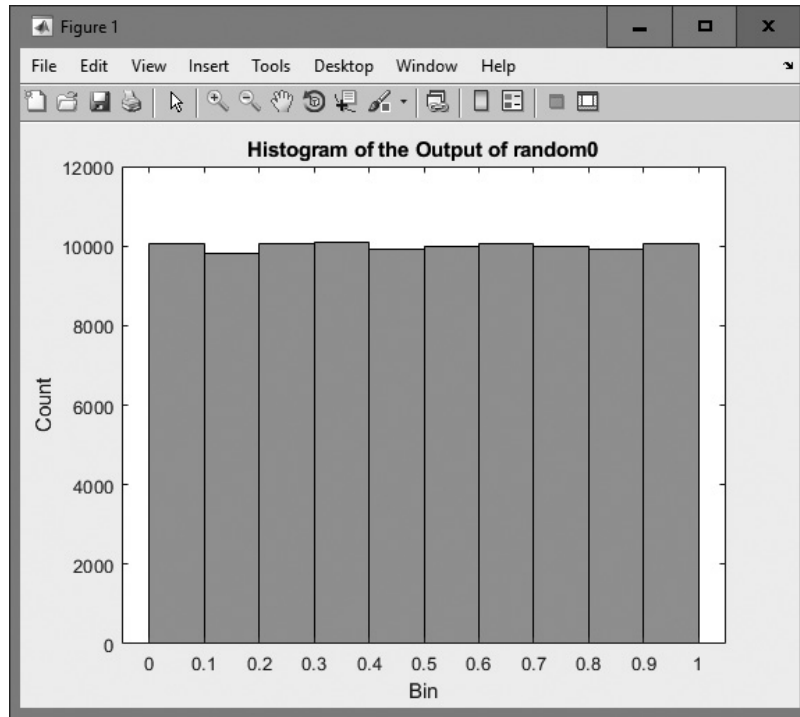 Figure 1
File Edit View Insert Tools Desktop Window Help
Histogram of the Output of random0
12000
10000
8000
6000
4000
2000
0
Count
0 0.1 0.2 0.3 0.4 0.5 0.6 0.7 0.8 0.9 1
Bin